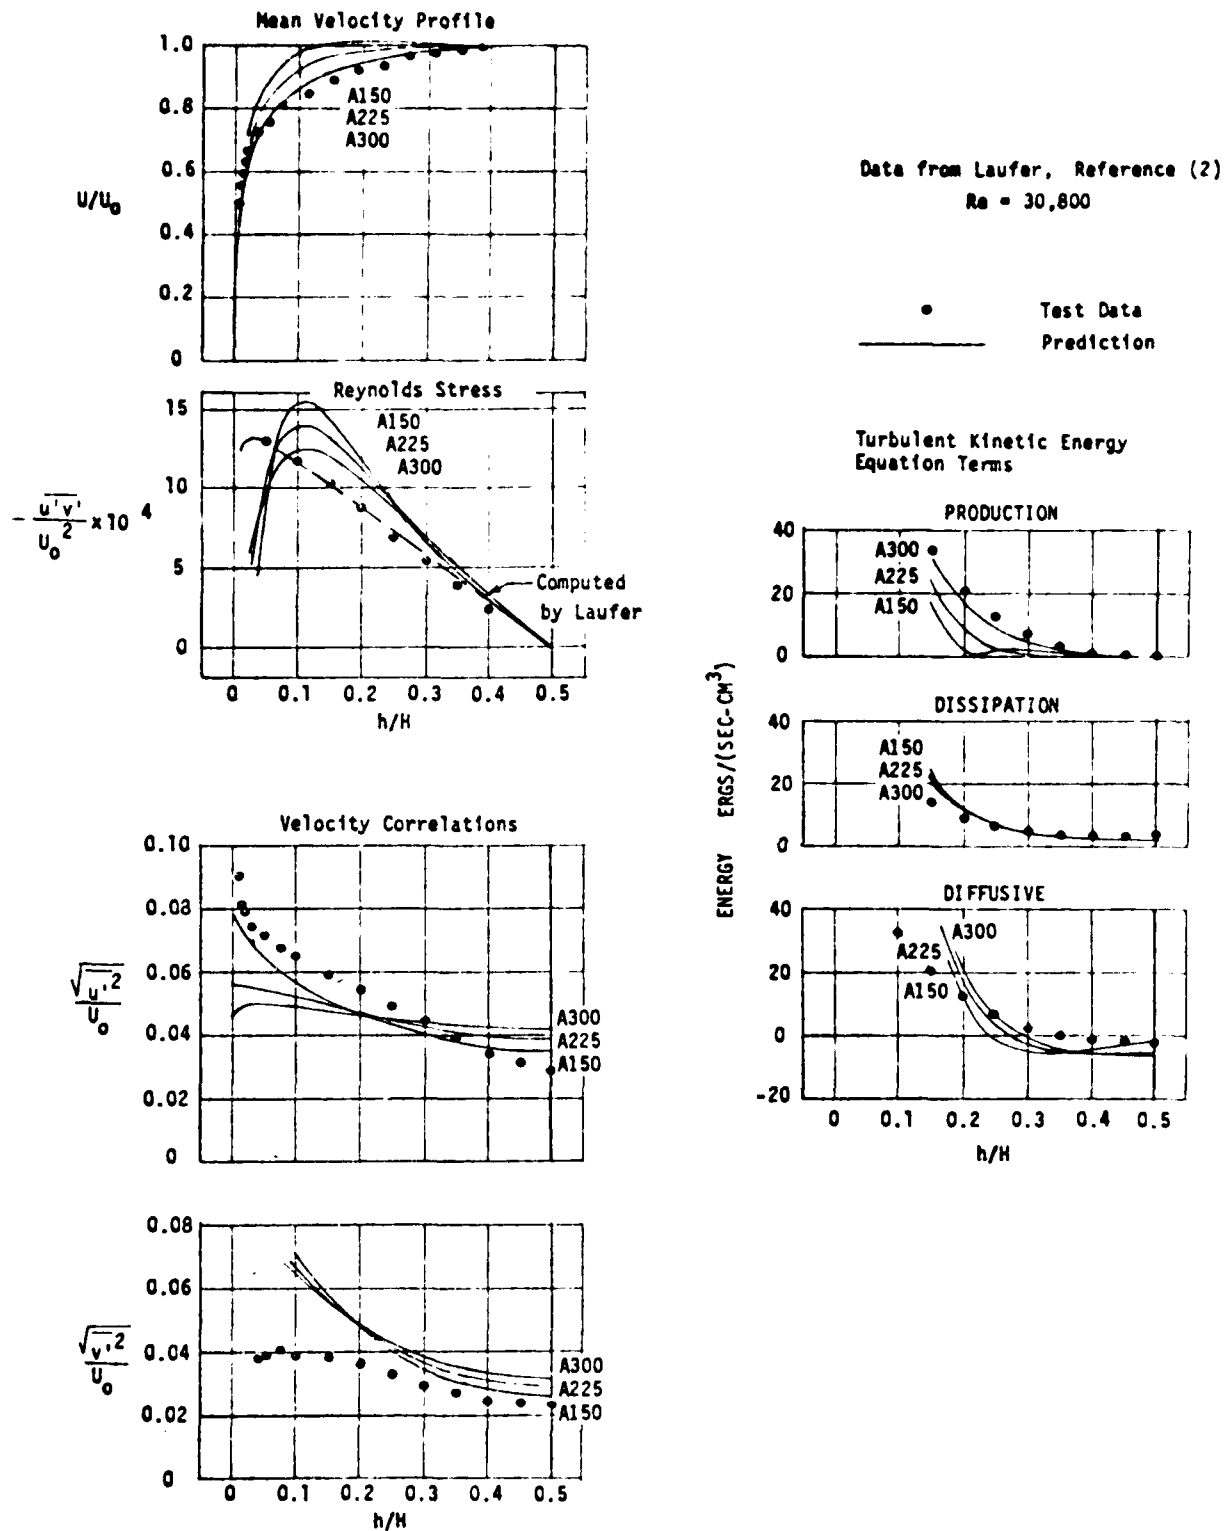 Mean Velocity Profile
1.0
0.8
0.6
0.4
0.2
0
U/U₀
A150
A225
A300
Reynolds Stress
15
10
5
0
- u'v' / U₀² × 10 4
A150
A225
A300
Computed
by Laufer
0 0.1 0.2 0.3 0.4 0.5
h/H
Velocity Correlations
0.10
0.08
0.06
0.04
0.02
0
√u'² / U₀
A300
A225
A150
0.08
0.06
0.04
0.02
0
√v'² / U₀
A300
A225
A150
0 0.1 0.2 0.3 0.4 0.5
h/H
Data from Laufer, Reference (2)
Re = 30,800
Test Data
Prediction
Turbulent Kinetic Energy
Equation Terms
PRODUCTION
40
20
0
A300
A225
A150
DISSIPATION
40
20
0
A150
A225
A300
DIFFUSIVE
40
20
0
-20
A300
A225
A150
0 0.1 0.2 0.3 0.4 0.5
h/H
ENERGY ERGS/(SEC-CM³)